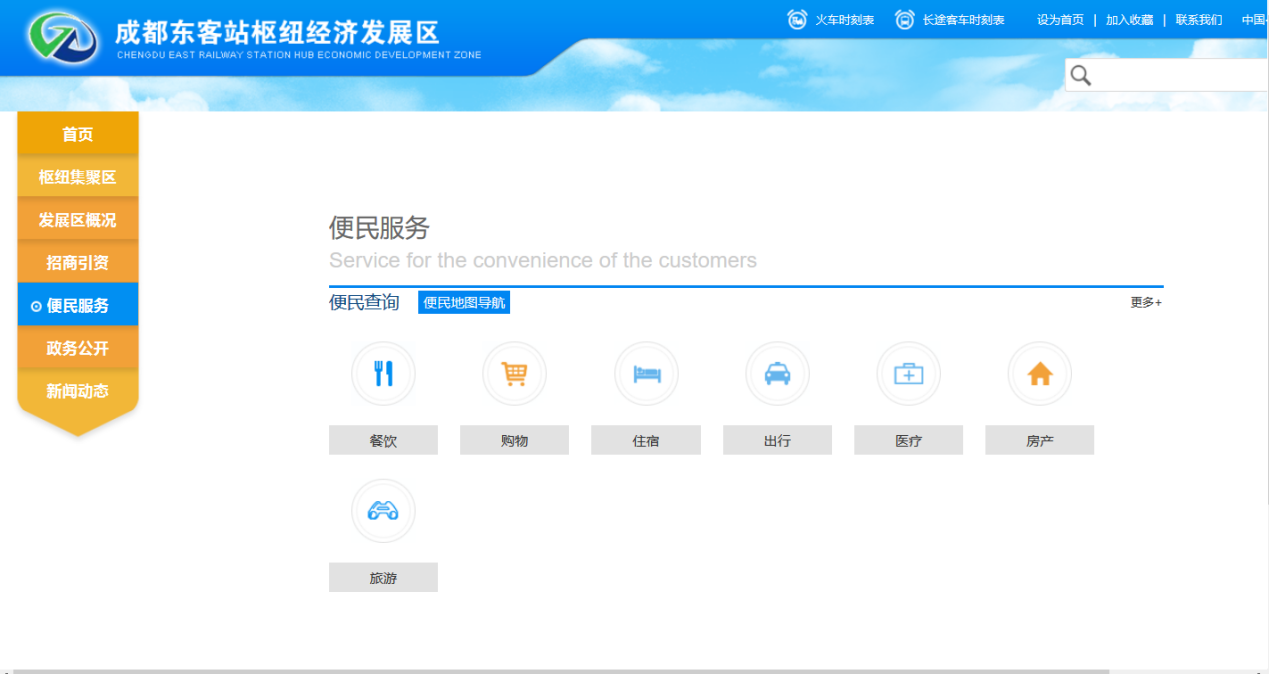 成都东客站枢纽经济发展区
CHENGDU EAST RAILWAY STATION HUB ECONOMIC DEVELOPMENT ZONE
火车时刻表 长途客车时刻表 设为首页 | 加入收藏 | 联系我们 中国
首页
枢纽集聚区
发展区概况
招商引资
便民服务
政务公开
新闻动态
便民服务
Service for the convenience of the customers
便民查询 便民地图导航 更多+
餐饮 购物 住宿 出行 医疗 房产
旅游